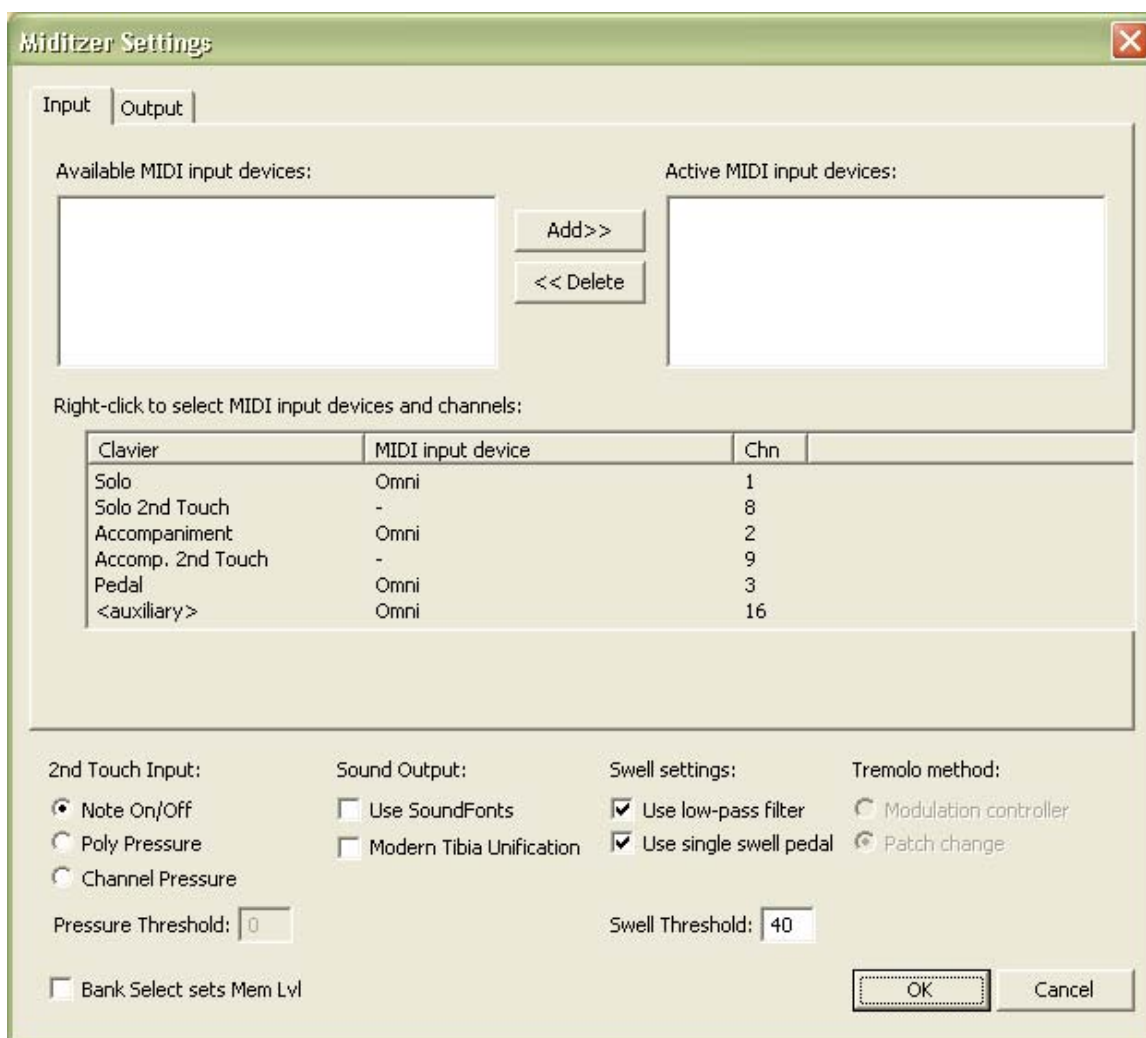 Miditzer Settings
Input Output
Available MIDI input devices: Active MIDI input devices:
Add>>
<< Delete
Right-click to select MIDI input devices and channels:
Clavier MIDI input device Chn
Solo Omni 1
Solo 2nd Touch - 8
Accompaniment Omni 2
Accomp. 2nd Touch - 9
Pedal Omni 3
<auxiliary> Omni 16
2nd Touch Input: Sound Output: Swell settings: Tremolo method:
Note On/Off Use SoundFonts Use low-pass filter Modulation controller
Poly Pressure Modern Tibia Unification Use single swell pedal Patch change
Channel Pressure
Pressure Threshold: 0 Swell Threshold: 40
Bank Select sets Mem Lvl OK Cancel